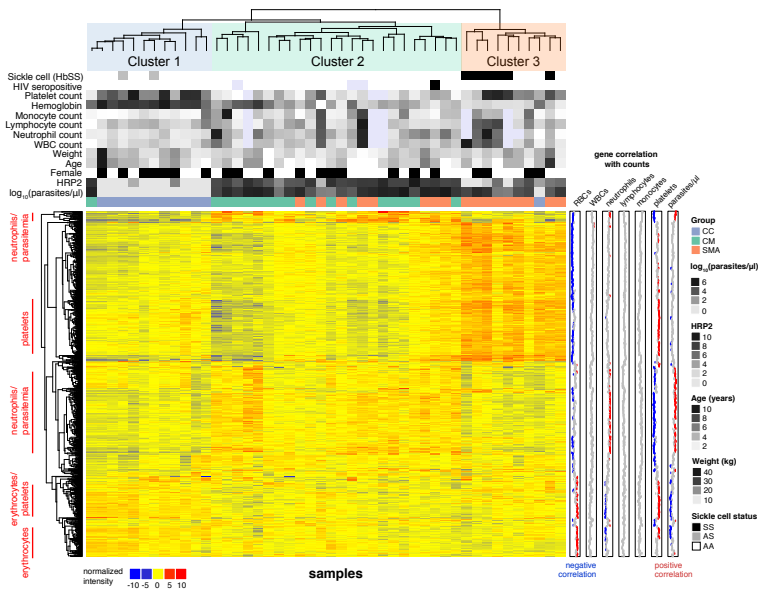 Cluster 1
Cluster 2
Cluster 3
Sickle cell (HbSS)
HIV seropositive
Platelet count
Hemoglobin
Monocyte count
Lymphocyte count
Neutrophil count
WBC count
Weight
Age
Female
HRP2
log10(parasites/µl)
gene correlation
with counts
RBCs
WBCs
neutrophils
lymphocytes
monocytes
platelets
parasites/µl
neutrophils/
parasitemia
platelets
neutrophils/
parasitemia
erythrocytes/
platelets
erythrocytes
Group
CC
CM
SMA
log10(parasites/µl)
6
4
2
0
HRP2
10
8
6
4
2
0
Age (years)
10
8
6
4
2
Weight (kg)
40
30
20
10
Sickle cell status
SS
AS
AA
normalized
intensity
-10 -5 0 5 10
samples
negative
correlation
positive
correlation